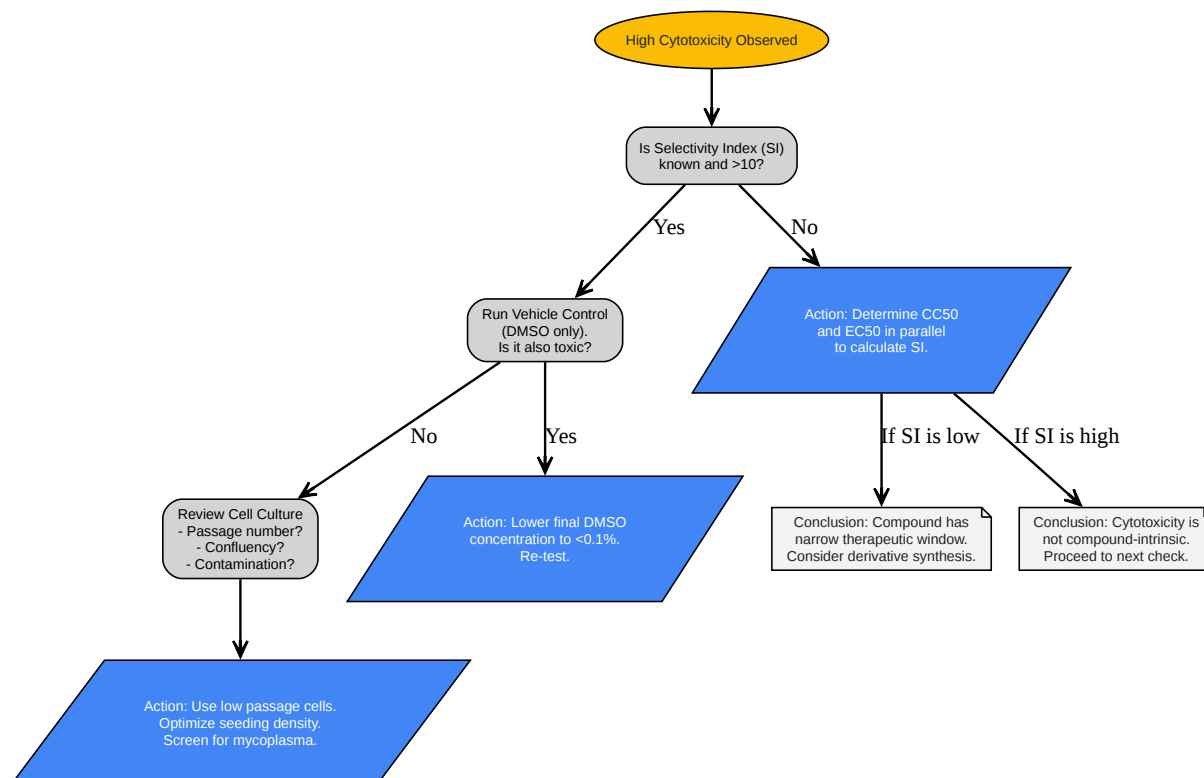 High Cytotoxicity Observed
Is Selectivity Index (SI)
known and >10?
Yes
No
Run Vehicle Control
(DMSO only).
Is it also toxic?
Action: Determine CC50
and EC50 in parallel
to calculate SI.
No
Yes
If SI is low
If SI is high
Review Cell Culture
- Passage number?
- Confluency?
- Contamination?
Action: Lower final DMSO
concentration to <0.1%.
Re-test.
Conclusion: Compound has
narrow therapeutic window.
Consider derivative synthesis.
Conclusion: Cytotoxicity is
not compound-intrinsic.
Proceed to next check.
Action: Use low passage cells.
Optimize seeding density.
Screen for mycoplasma.